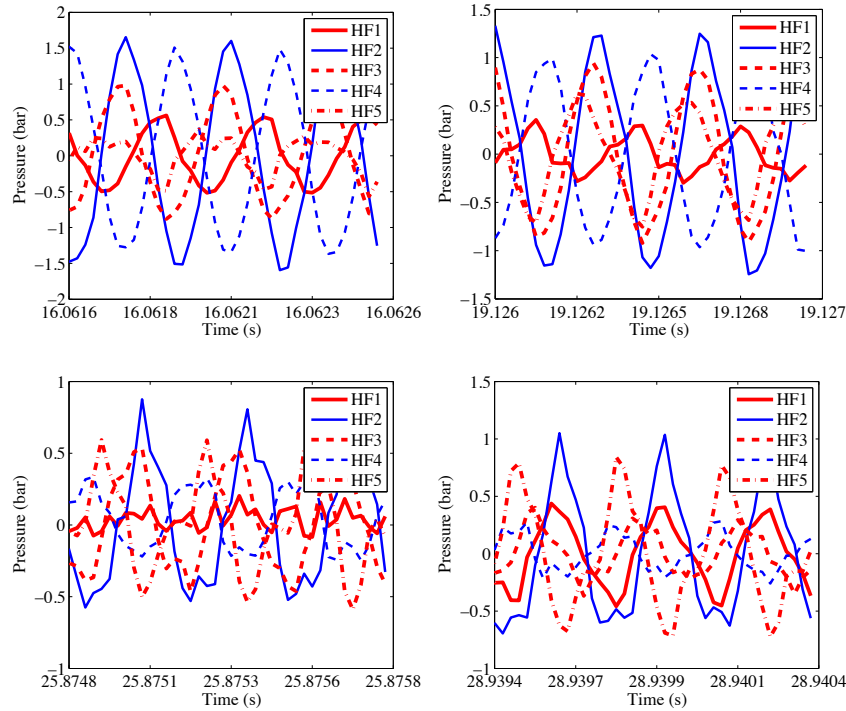 2
1.5
1
0.5
0
−0.5
−1
−1.5
−2
Pressure (bar)
16.0616 16.0618 16.0621 16.0623 16.0626
Time (s)
HF1
HF2
HF3
HF4
HF5
1.5
1
0.5
0
−0.5
−1
−1.5
Pressure (bar)
19.126 19.1262 19.1265 19.1268 19.127
Time (s)
HF1
HF2
HF3
HF4
HF5
1
0.5
0
−0.5
−1
Pressure (bar)
25.8748 25.8751 25.8753 25.8756 25.8758
Time (s)
HF1
HF2
HF3
HF4
HF5
1.5
1
0.5
0
−0.5
−1
Pressure (bar)
28.9394 28.9397 28.9399 28.9401 28.9404
Time (s)
HF1
HF2
HF3
HF4
HF5